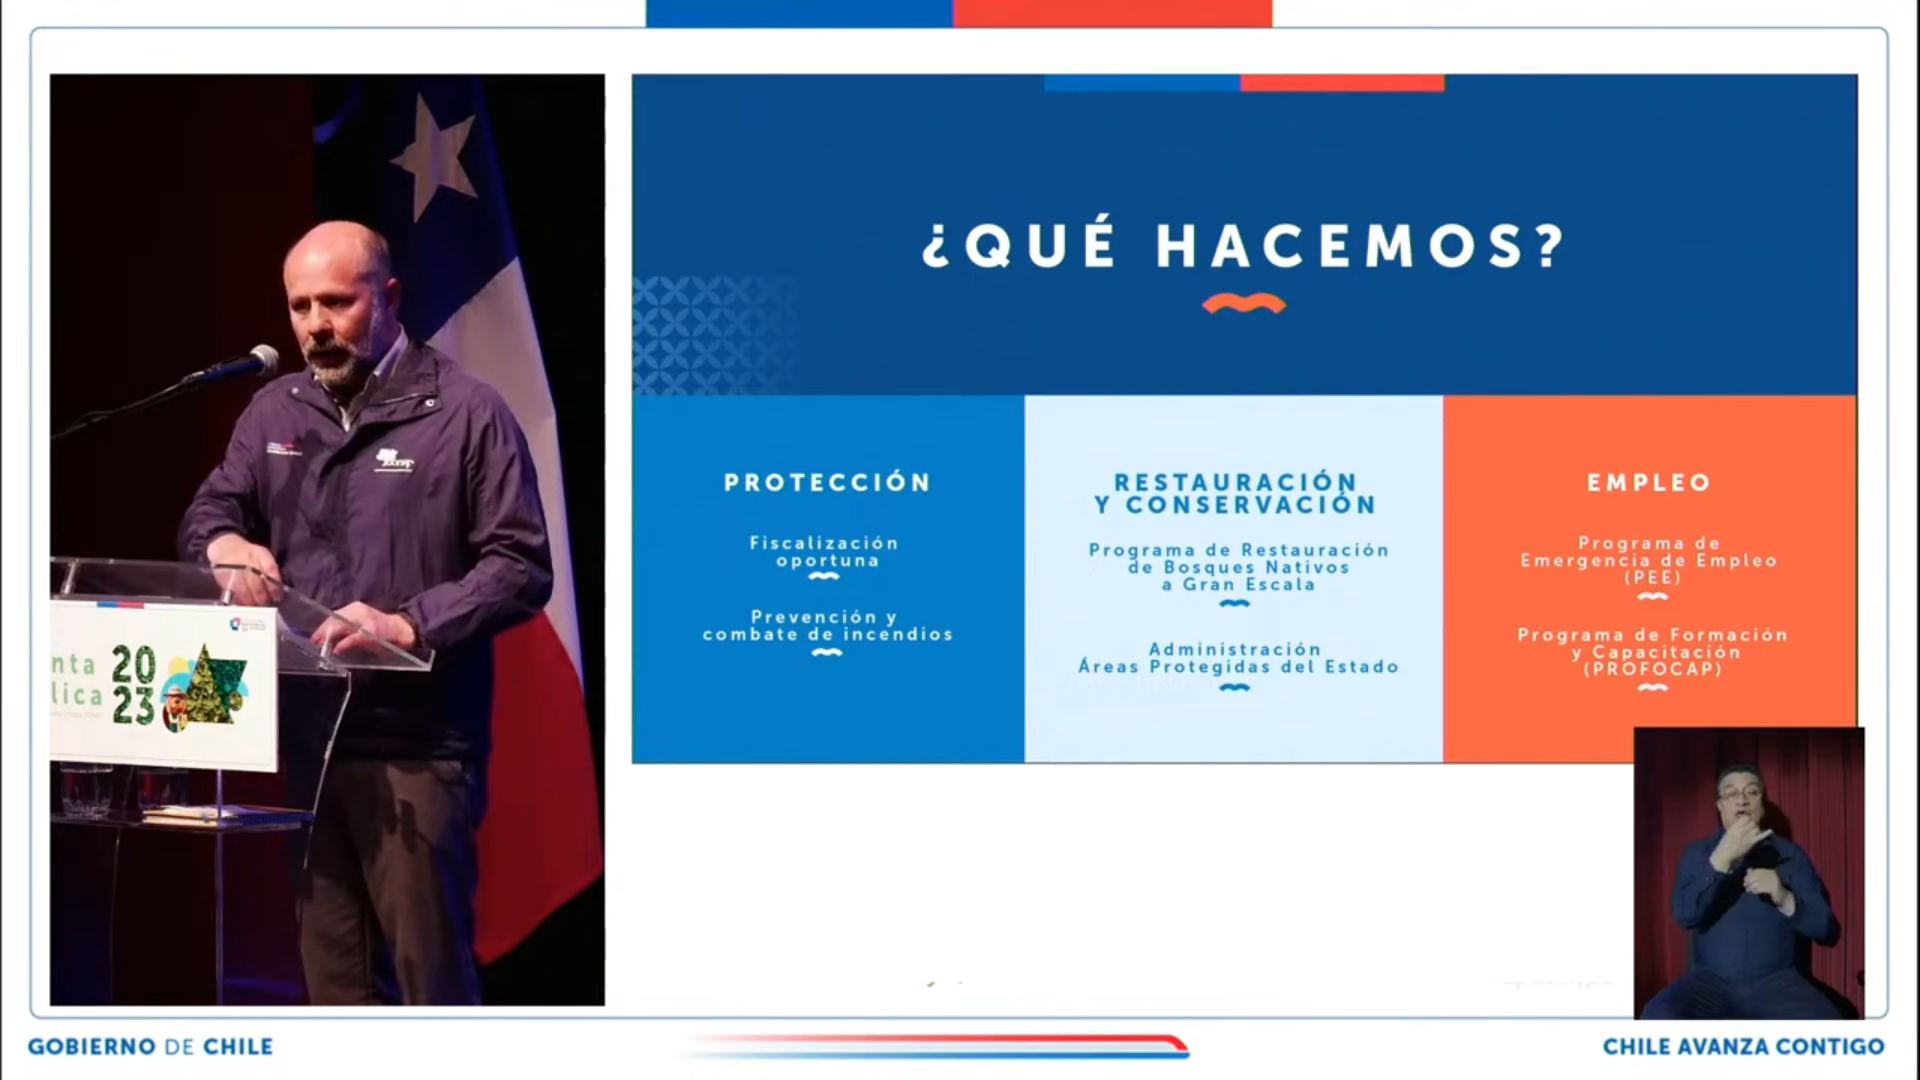 ¿QUÉ HACEMOS?
PROTECCIÓN
Fiscalización
oportuna
Prevención y
combate de incendios
RESTAURACIÓN
Y CONSERVACIÓN
Programa de Restauración
de Bosques Nativos
a Gran Escala
Administración
Áreas Protegidas del Estado
EMPLEO
Programa de
Emergencia de Empleo
(PEE)
Programa de Formación
y Capacitación
(PROFOCAP)
nta
lica
20
23
GOBIERNO DE CHILE
CHILE AVANZA CONTIGO